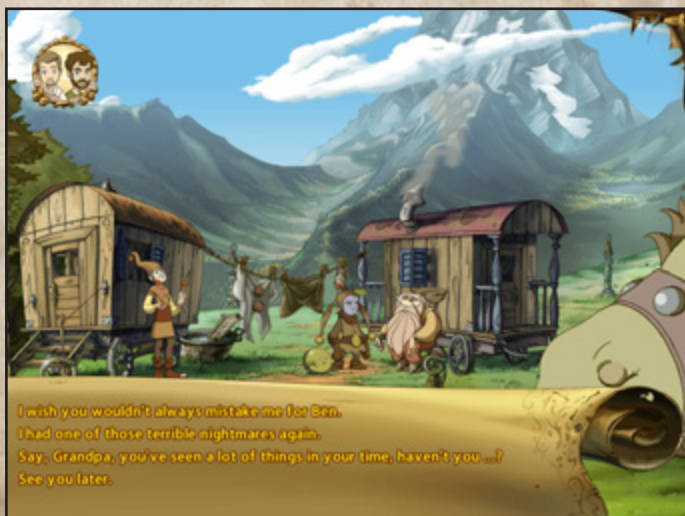 I wish you wouldn't always mistake me for Ben.
I had one of those terrible nightmares again.
Say, Grandpa, you've seen a lot of things in your time, haven't you ...?
See you later.